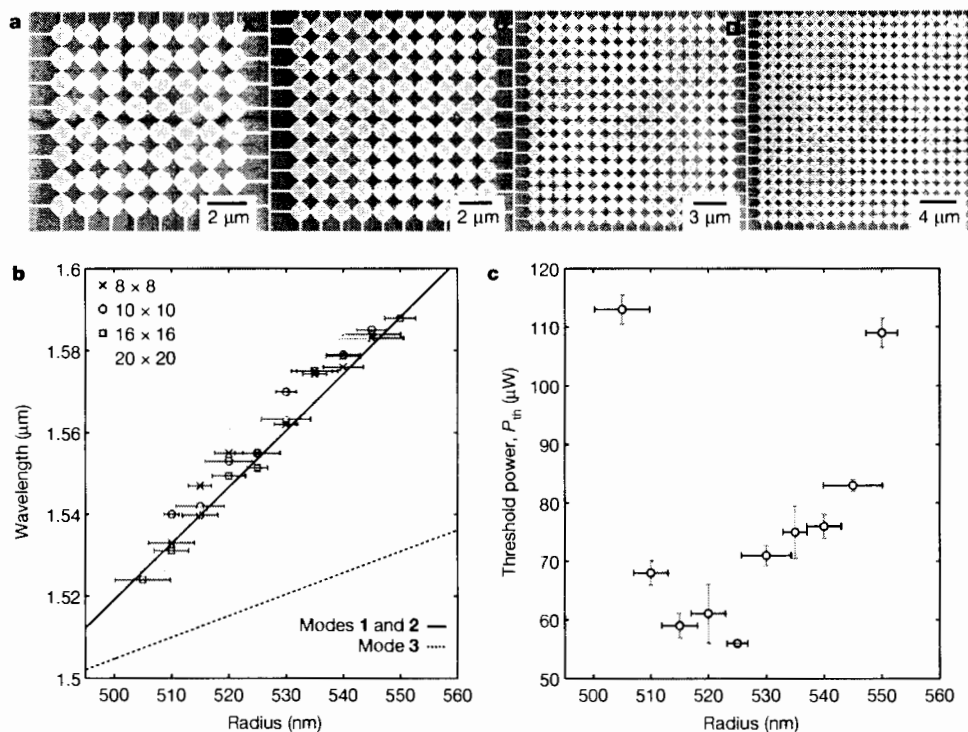 a
2 μm
2 μm
3 μm
4 μm
b
1.6
1.58
1.56
1.54
1.52
1.5
Wavelength (μm)
× 8 × 8
○ 10 × 10
□ 16 × 16
20 × 20
Modes 1 and 2
Mode 3
500 510 520 530 540 550 560
Radius (nm)
c
120
110
100
90
80
70
60
50
Threshold power, Pth (μW)
500 510 520 530 540 550 560
Radius (nm)